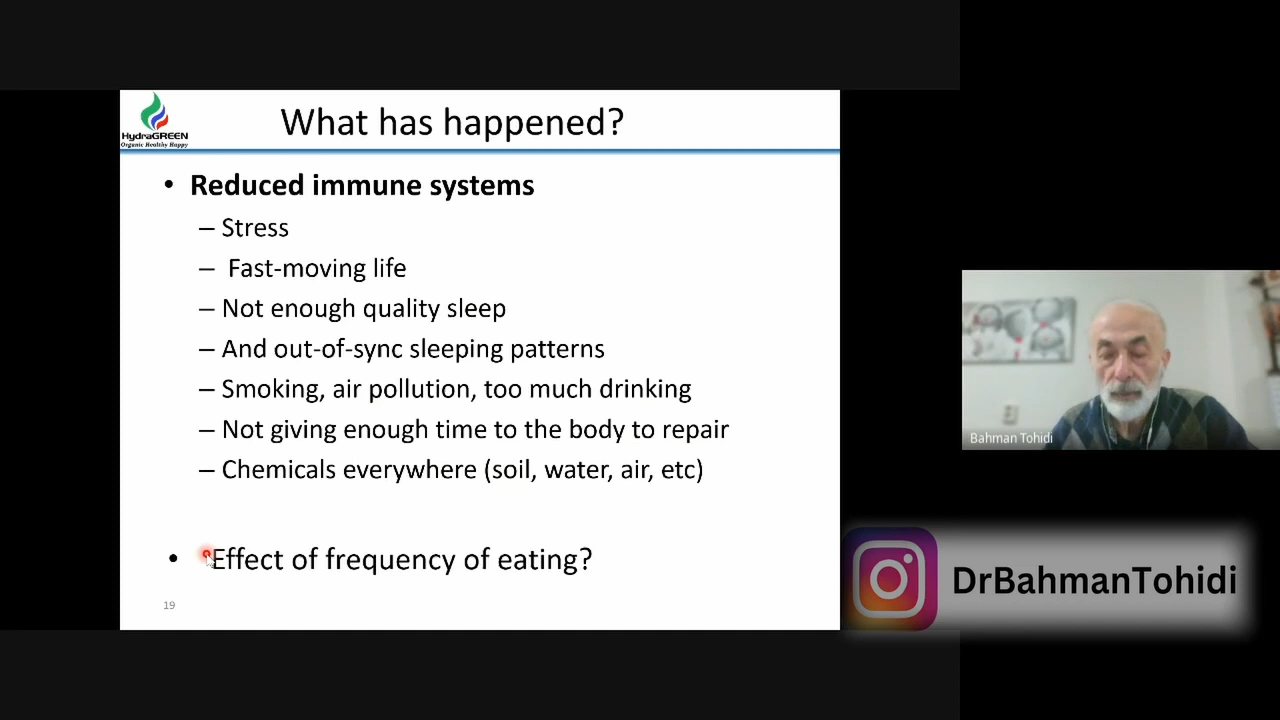 HydraGREEN
Organic Healthy Happy
What has happened?
• Reduced immune systems
– Stress
– Fast-moving life
– Not enough quality sleep
– And out-of-sync sleeping patterns
– Smoking, air pollution, too much drinking
– Not giving enough time to the body to repair
– Chemicals everywhere (soil, water, air, etc)
• Effect of frequency of eating?
19
Bahman Tohidi
DrBahmanTohidi